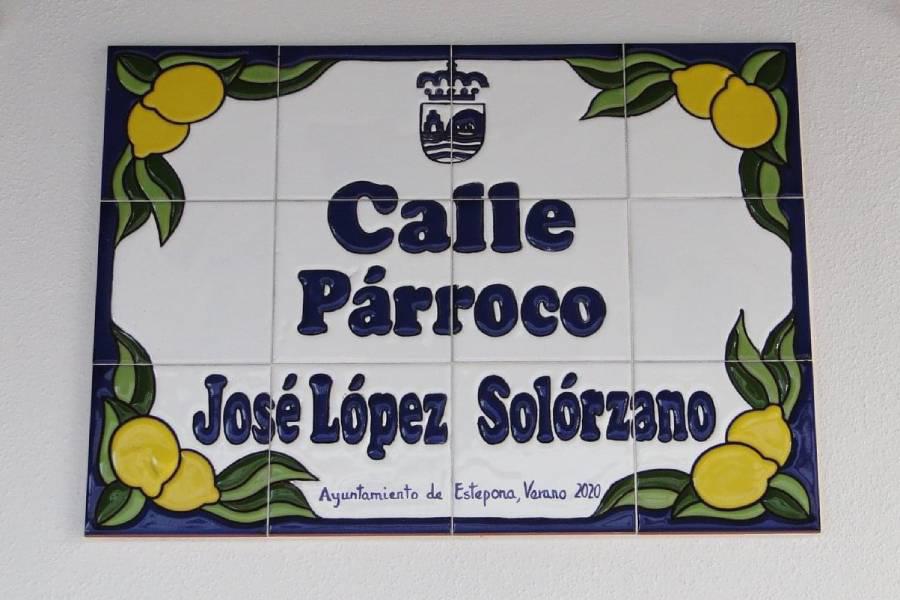 Calle
Párroco
José López Solórzano
Ayuntamiento de Estepona, Verano 2020